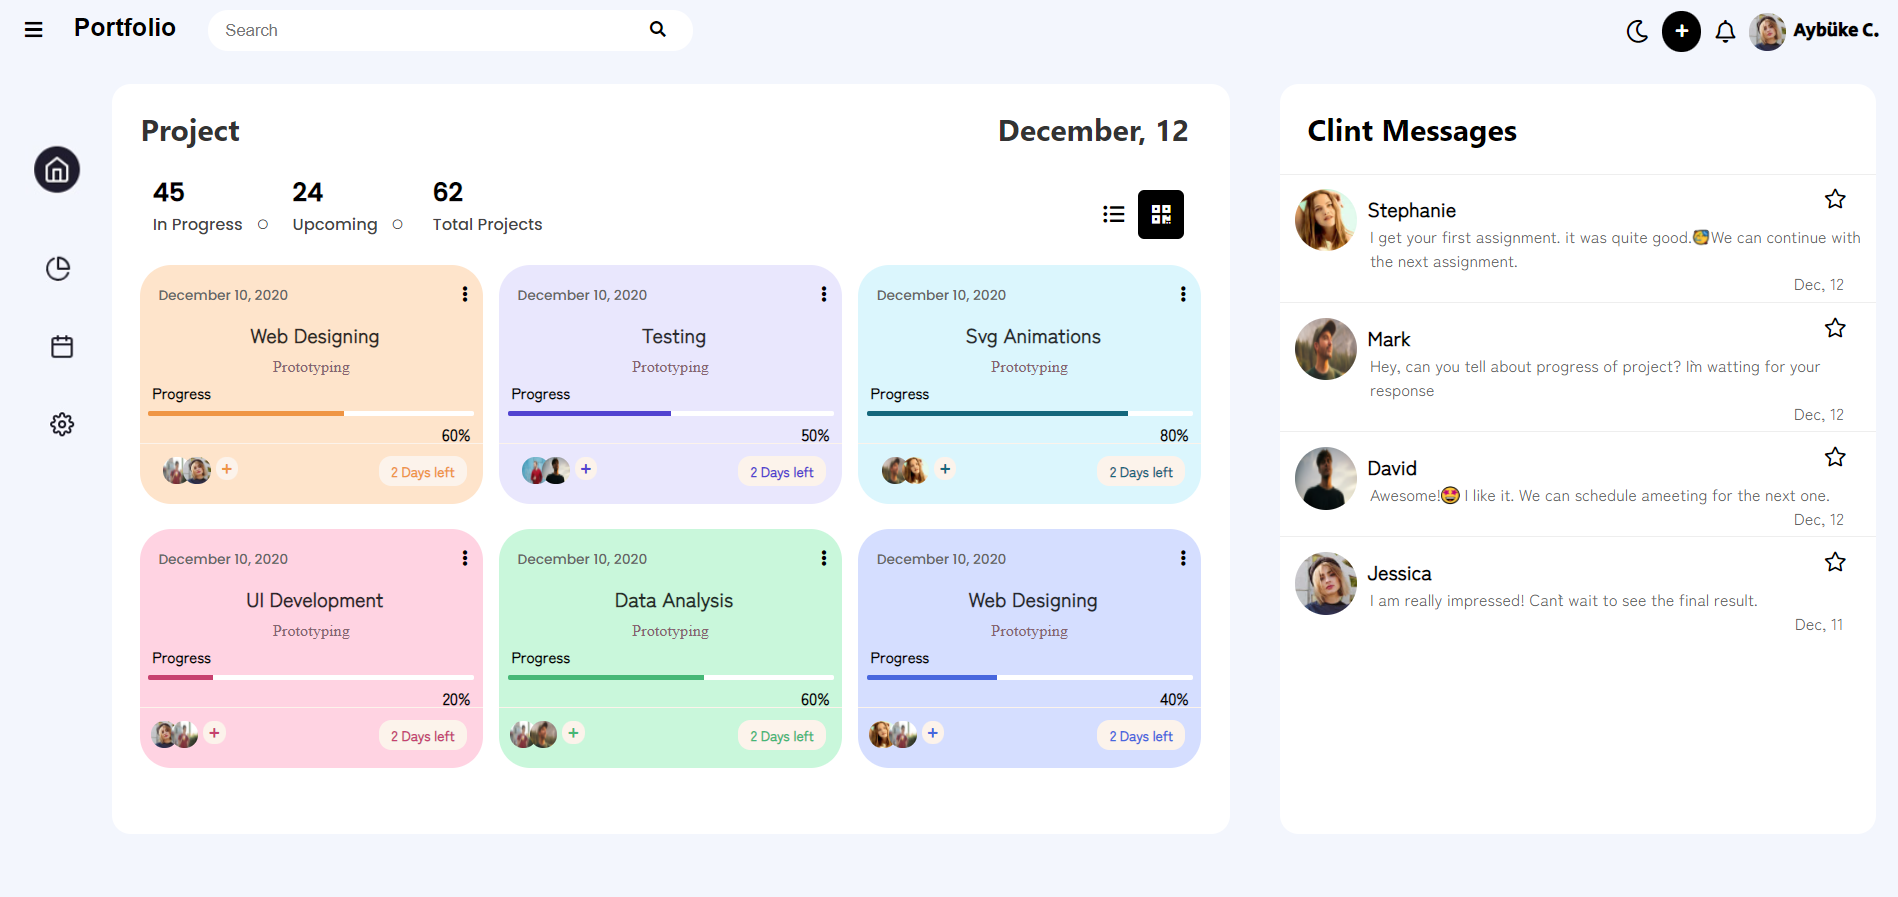 Portfolio
Search
Aybüke C.
Project
December, 12
45
In Progress
24
Upcoming
62
Total Projects
December 10, 2020
Web Designing
Prototyping
Progress
60%
2 Days left
December 10, 2020
Testing
Prototyping
Progress
50%
2 Days left
December 10, 2020
Svg Animations
Prototyping
Progress
80%
2 Days left
December 10, 2020
UI Development
Prototyping
Progress
20%
2 Days left
December 10, 2020
Data Analysis
Prototyping
Progress
60%
2 Days left
December 10, 2020
Web Designing
Prototyping
Progress
40%
2 Days left
Clint Messages
Stephanie
I get your first assignment. it was quite good.🥳We can continue with
the next assignment.
Dec, 12
Mark
Hey, can you tell about progress of project? I`m watting for your
response
Dec, 12
David
Awesome!🤩 I like it. We can schedule ameeting for the next one.
Dec, 12
Jessica
I am really impressed! Can`t wait to see the final result.
Dec, 11